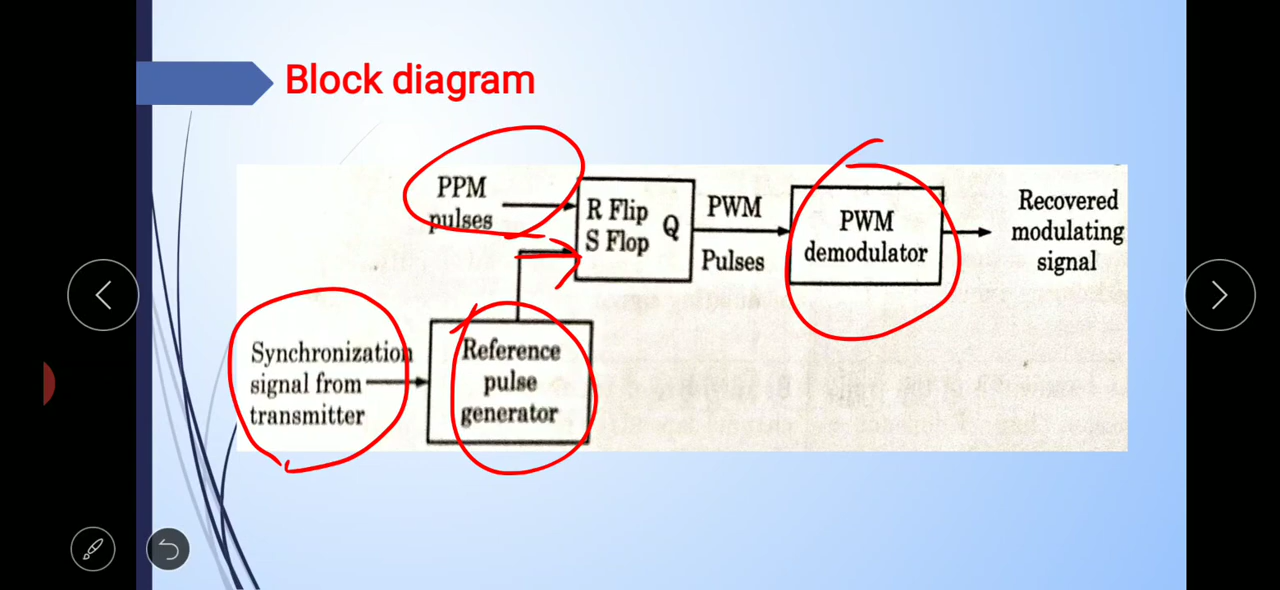 Block diagram
PPM
pulses
R Flip
S Flop
Q
PWM
Pulses
PWM
demodulator
Recovered
modulating
signal
Synchronization
signal from
transmitter
Reference
pulse
generator